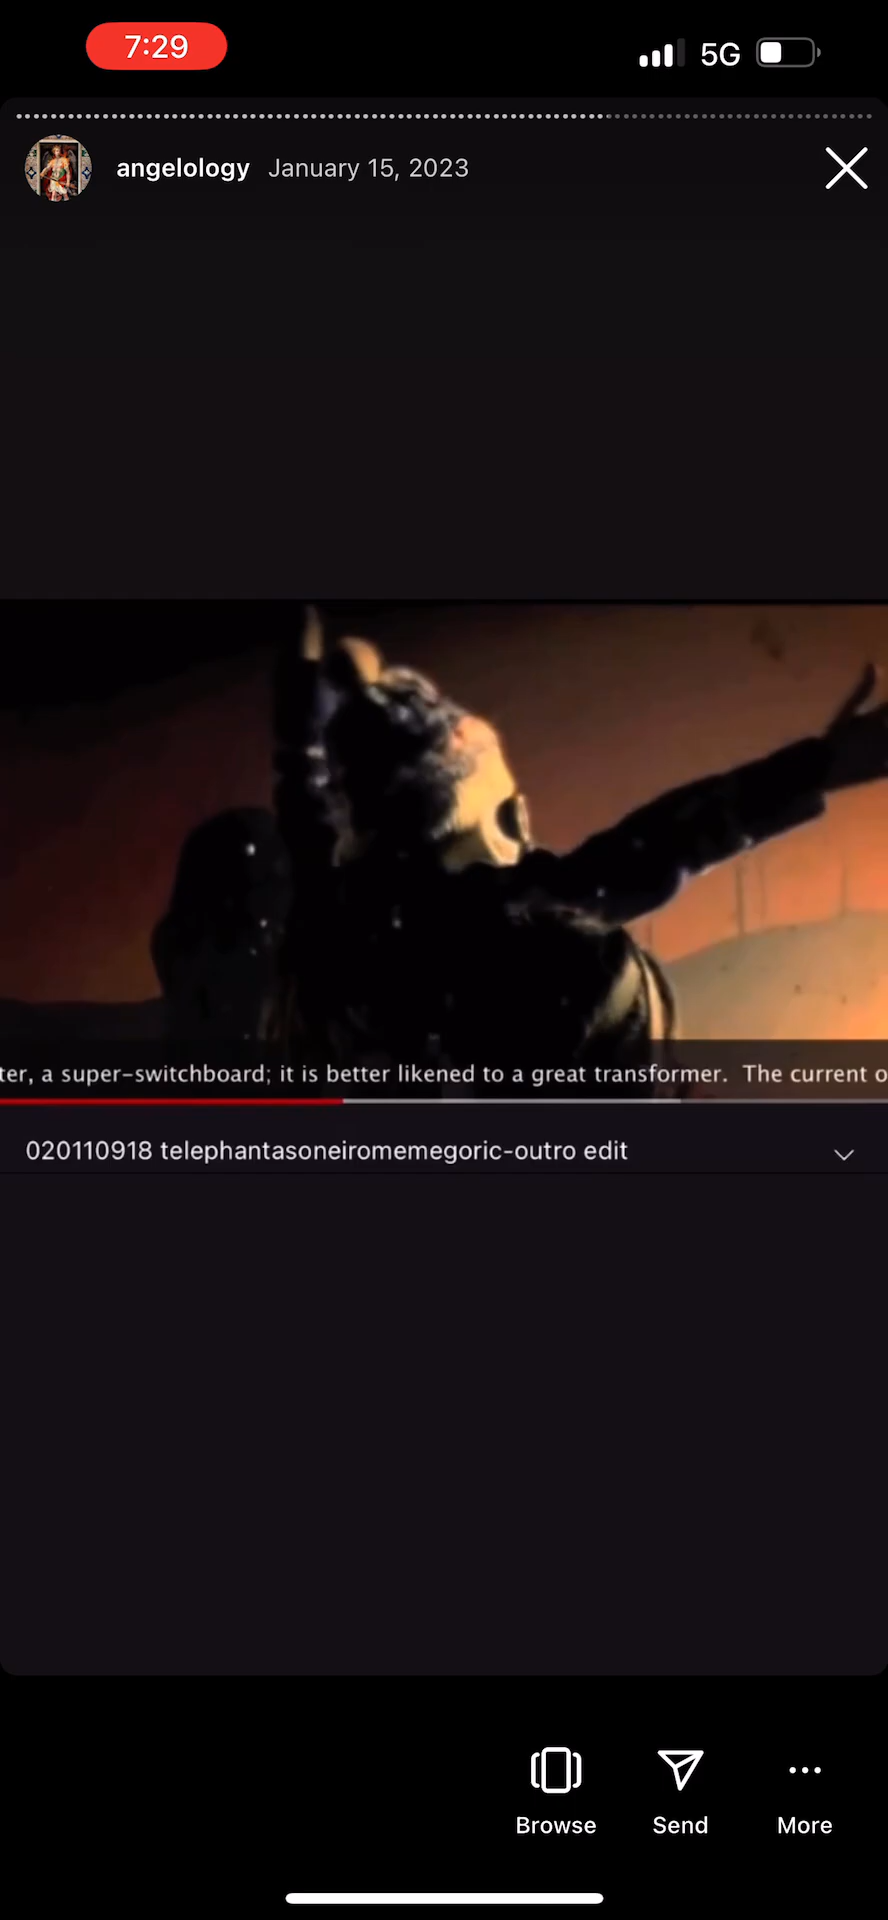 7:29
5G
angelology January 15, 2023
ter, a super-switchboard; it is better likened to a great transformer. The current o
020110918 telephantasoneiromemegoric-outro edit
Browse Send More